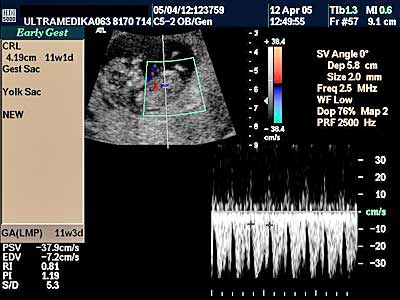 ULTRAMEDIKA063 8170 714
05/04/12:123759
C5-2 OB/Gen
12 Apr 05
12:49:55
TIb1.3 MI 0.6
Fr #57 9.1 cm
Early Gest
CRL
4.19cm 11w1d
Gest Sac
Yolk Sac
NEW
GA(LMP) 11w3d
PSV -37.9cm/s
EDV -7.2cm/s
RI 0.81
PI 1.19
S/D 5.3
3
38.4
38.4
cm/s
SV Angle 0°
Dep 5.8 cm
Size 2.0 mm
Freq 2.5 MHz
WF Low
Dop 76% Map 2
PRF 2500 Hz
30
20
10
cm/s
-10
-20
-30